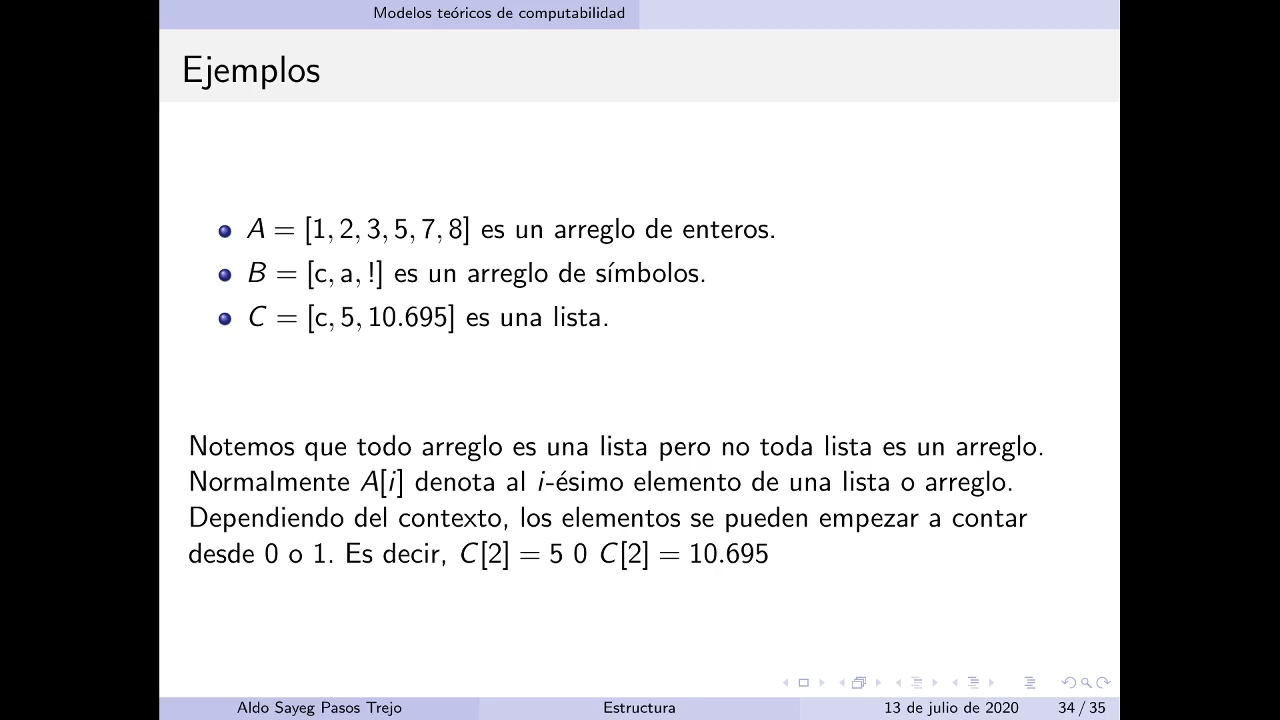 Modelos teóricos de computabilidad
Ejemplos
A = [1, 2, 3, 5, 7, 8] es un arreglo de enteros.
B = [c, a, !] es un arreglo de símbolos.
C = [c, 5, 10.695] es una lista.
Notemos que todo arreglo es una lista pero no toda lista es un arreglo.
Normalmente A[i] denota al i-ésimo elemento de una lista o arreglo.
Dependiendo del contexto, los elementos se pueden empezar a contar
desde 0 o 1. Es decir, C[2] = 5 0 C[2] = 10.695
Aldo Sayeg Pasos Trejo Estructura 13 de julio de 2020 34 / 35